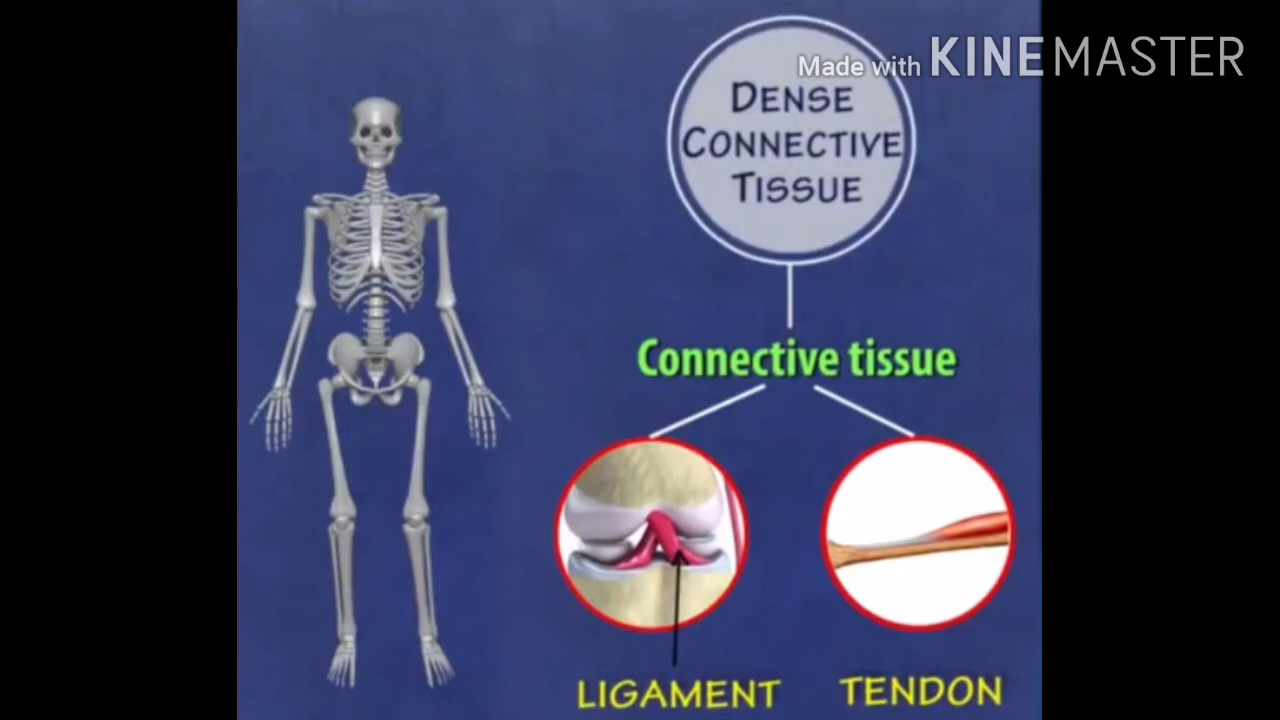 Made with KINEMASTER
DENSE
CONNECTIVE
TISSUE
Connective tissue
LIGAMENT
TENDON